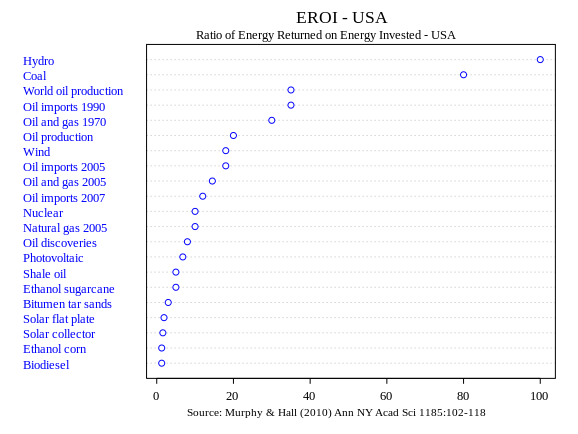 EROI - USA
Ratio of Energy Returned on Energy Invested - USA
Hydro
Coal
World oil production
Oil imports 1990
Oil and gas 1970
Oil production
Wind
Oil imports 2005
Oil and gas 2005
Oil imports 2007
Nuclear
Natural gas 2005
Oil discoveries
Photovoltaic
Shale oil
Ethanol sugarcane
Bitumen tar sands
Solar flat plate
Solar collector
Ethanol corn
Biodiesel
0 20 40 60 80 100
Source: Murphy & Hall (2010) Ann NY Acad Sci 1185:102-118